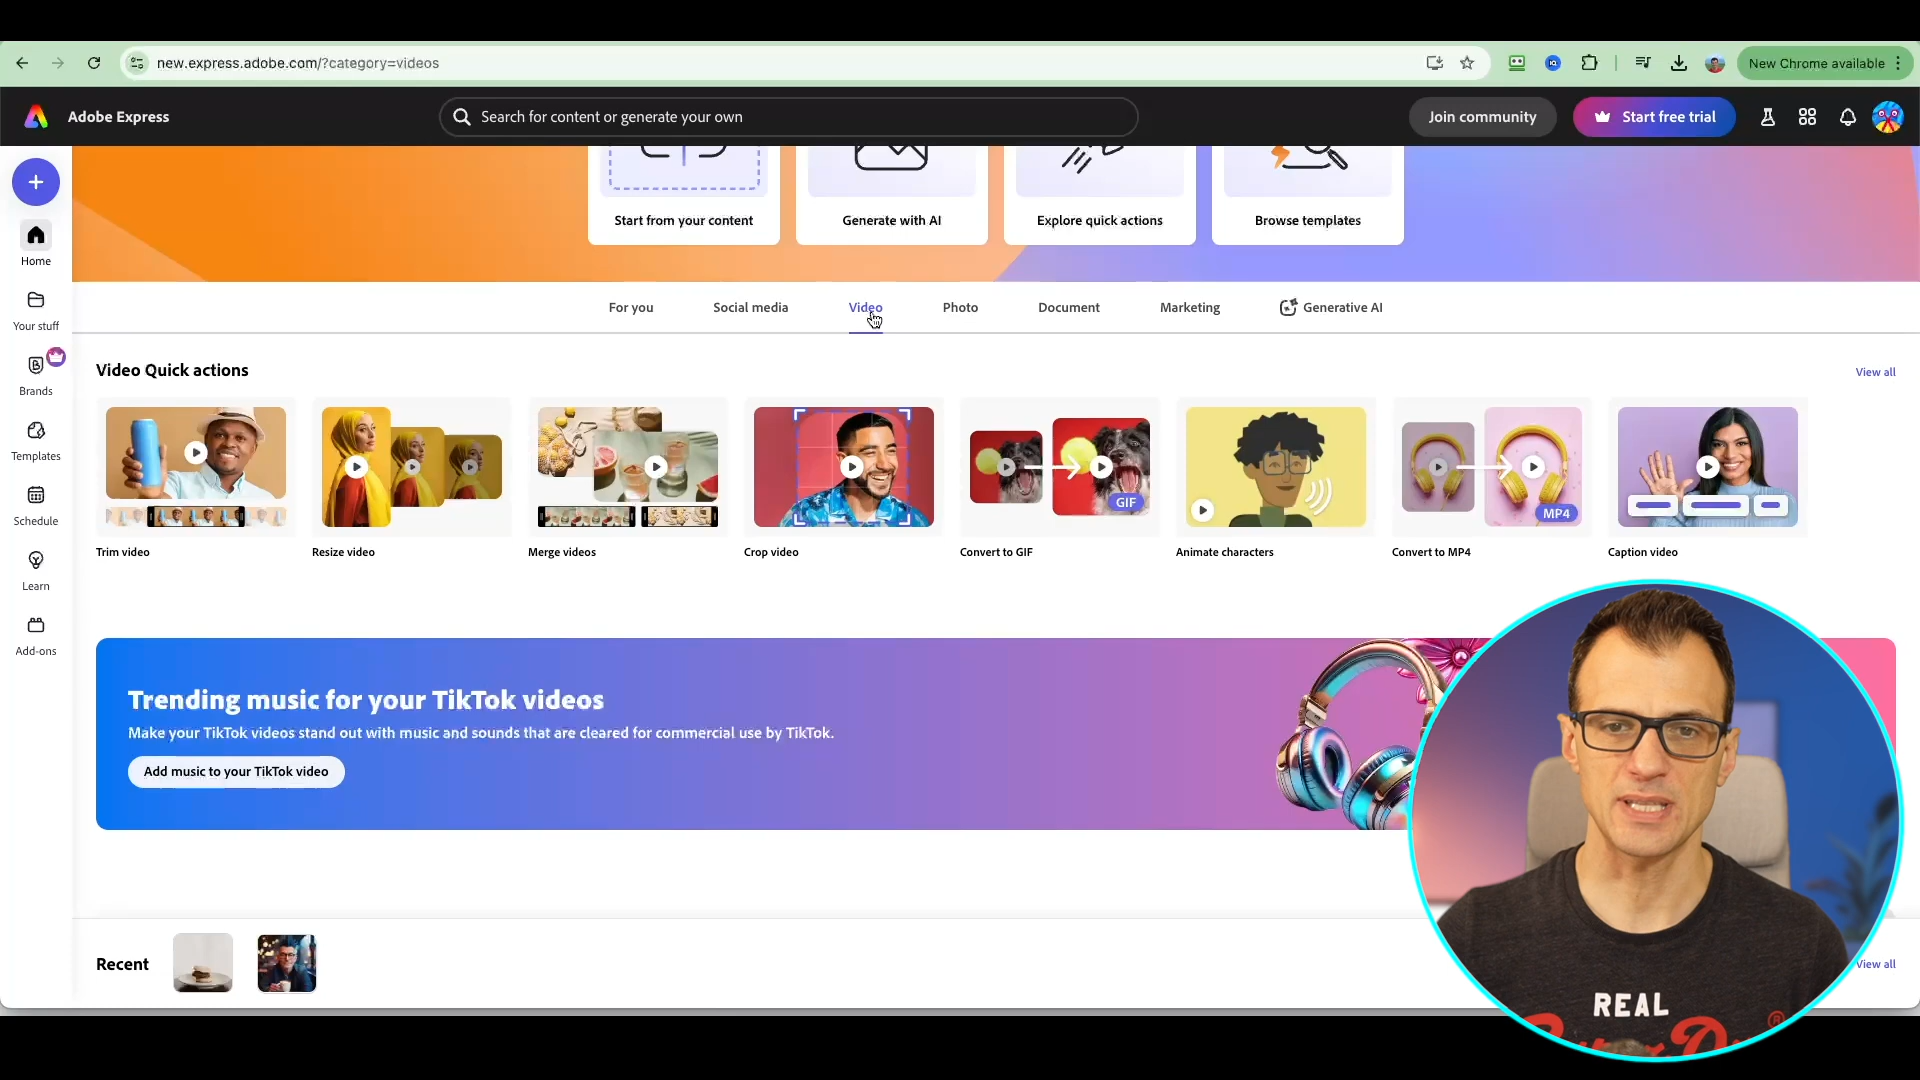 new.express.adobe.com/?category=videos
New Chrome available
Adobe Express
Search for content or generate your own
Join community
Start free trial
Start from your content
Generate with AI
Explore quick actions
Browse templates
Home
Your stuff
Brands
Templates
Schedule
Learn
Add-ons
For you
Social media
Video
Photo
Document
Marketing
Generative AI
Video Quick actions
View all
GIF
MP4
Trim video
Resize video
Merge videos
Crop video
Convert to GIF
Animate characters
Convert to MP4
Caption video
Trending music for your TikTok videos
Make your TikTok videos stand out with music and sounds that are cleared for commercial use by TikTok.
Add music to your TikTok video
Recent
View all
REAL